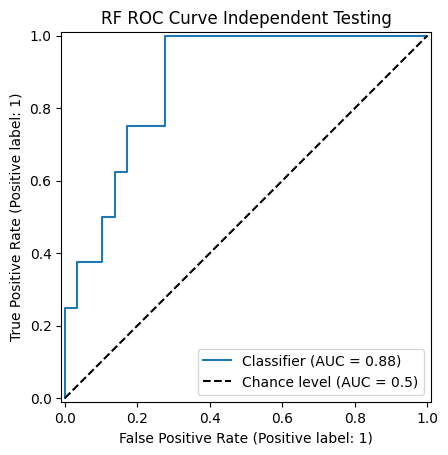 RF ROC Curve Independent Testing
True Positive Rate (Positive label: 1)
1.0
0.8
0.6
0.4
0.2
0.0
Classifier (AUC = 0.88)
Chance level (AUC = 0.5)
0.0 0.2 0.4 0.6 0.8 1.0
False Positive Rate (Positive label: 1)